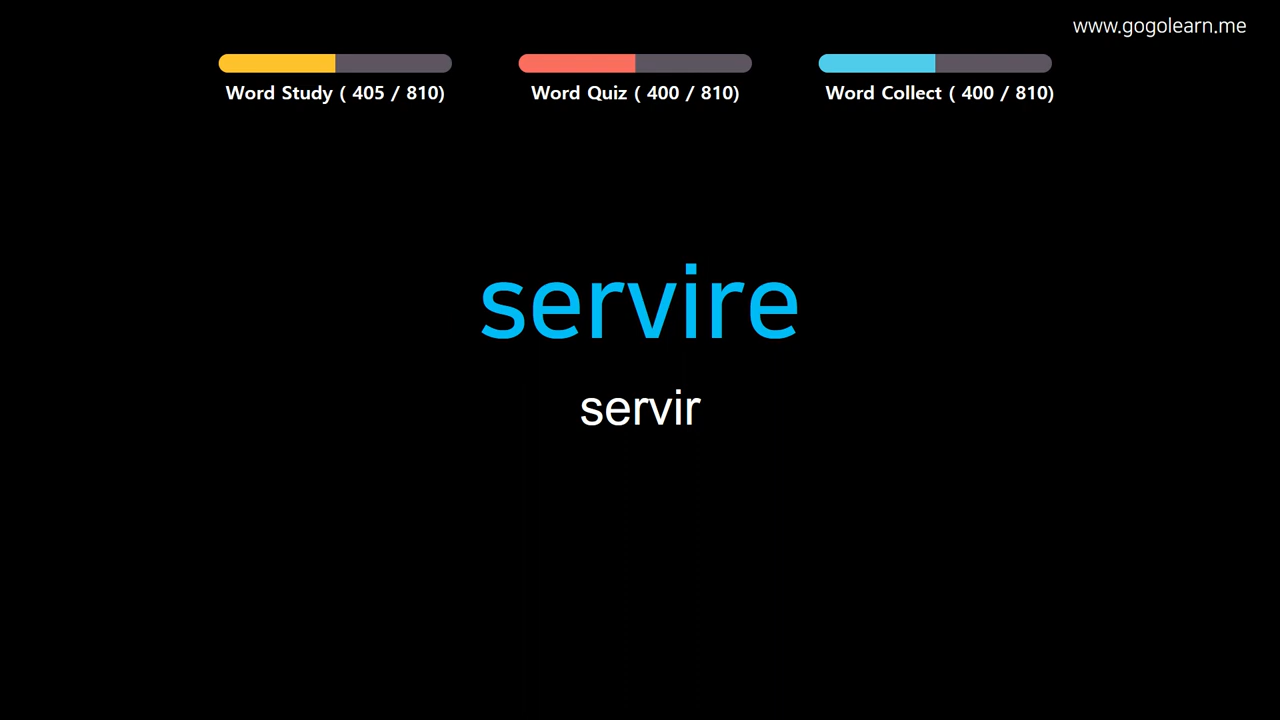 www.gogolearn.me
Word Study ( 405 / 810)
Word Quiz ( 400 / 810)
Word Collect ( 400 / 810)
servire
servir